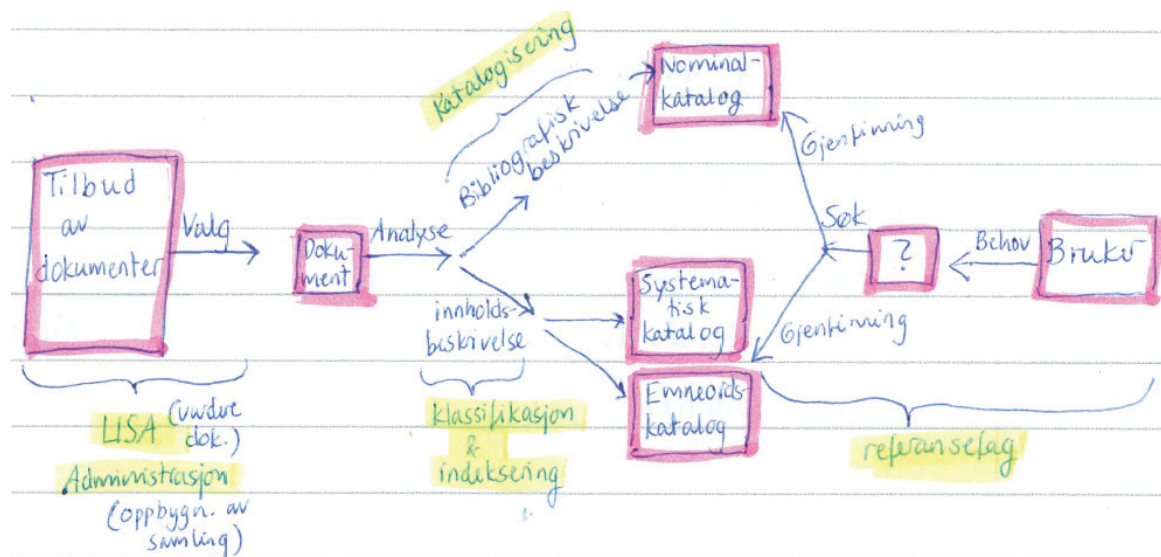 Katalogisering
Bibliografisk
beskrivelse
Nominal-
katalog
Gjenfinning
Tilbud
av
dokumenter
Valg
Doku-
ment
Analyse
Søk
?
Behov
Bruker
innholds-
beskrivelse
Systema-
tisk
katalog
Gjenfinning
Emneords-
katalog
LISA (vurdere
dok.)
Administrasjon
(oppbygn. av
samling)
Klassifikasjon
&
indeksering
referansefag